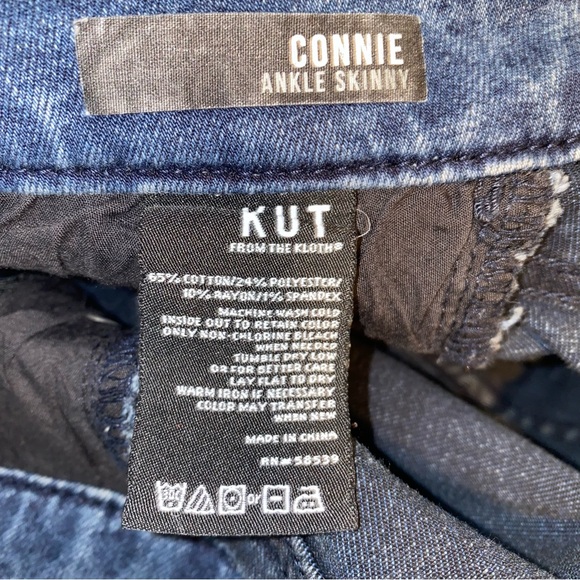 CONNIE
ANKLE SKINNY
KUT
FROM THE KLOTH®
65% COTTON/24% POLYESTER/
10% RAYON/1% SPANDEX
MACHINE WASH COLD
INSIDE OUT TO RETAIN COLOR
ONLY NON-CHLORINE BLEACH
WHEN NEEDED
TUMBLE DRY LOW
OR FOR BETTER CARE
LAY FLAT TO DRY
WARM IRON IF NECESSARY
COLOR MAY TRANSFER
WHEN NEW
MADE IN CHINA
RN# 58539
30C or